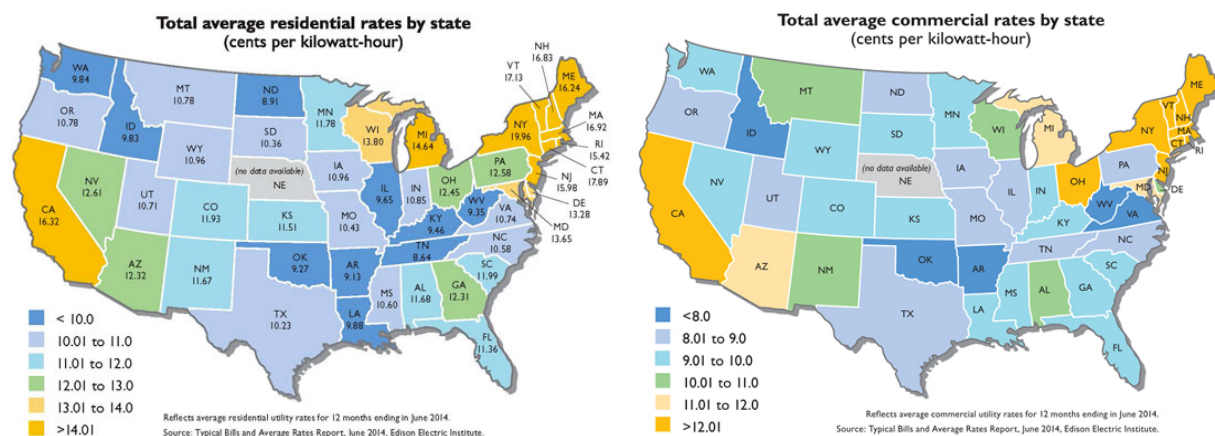 Total average residential rates by state
(cents per kilowatt-hour)
NH
16.83
VT
17.13
ME
16.24
WA
9.84
MT
10.78
ND
8.91
MN
11.78
OR
10.78
ID
9.83
SD
10.36
WI
13.80
MI
14.64
NY
19.96
MA
16.92
RI
15.42
CT
17.89
WY
10.96
(no data available)
NE
IA
10.96
PA
12.58
NJ
15.98
DE
13.28
MD
13.65
NV
12.61
UT
10.71
CO
11.93
KS
11.51
MO
10.43
IL
9.65
IN
10.85
OH
12.45
WV
9.35
VA
10.74
CA
16.32
KY
9.46
TN
8.64
NC
10.58
AZ
12.32
NM
11.67
OK
9.27
AR
9.13
SC
11.99
TX
10.23
LA
9.88
MS
10.60
AL
11.68
GA
12.31
FL
11.36
< 10.0
10.01 to 11.0
11.01 to 12.0
12.01 to 13.0
13.01 to 14.0
>14.01
Reflects average residential utility rates for 12 months ending in June 2014.
Source: Typical Bills and Average Rates Report, June 2014, Edison Electric Institute.
Total average commercial rates by state
(cents per kilowatt-hour)
WA
MT
ND
MN
OR
ID
SD
WI
MI
NY
VT
NH
ME
MA
CT
RI
WY
(no data available)
NE
IA
PA
NJ
MD
DE
NV
UT
CO
KS
MO
IL
IN
OH
WV
VA
CA
KY
TN
NC
AZ
NM
OK
AR
SC
TX
LA
MS
AL
GA
FL
<8.0
8.01 to 9.0
9.01 to 10.0
10.01 to 11.0
11.01 to 12.0
>12.01
Reflects average commercial utility rates for 12 months ending in June 2014.
Source: Typical Bills and Average Rates Report, June 2014, Edison Electric Institute.